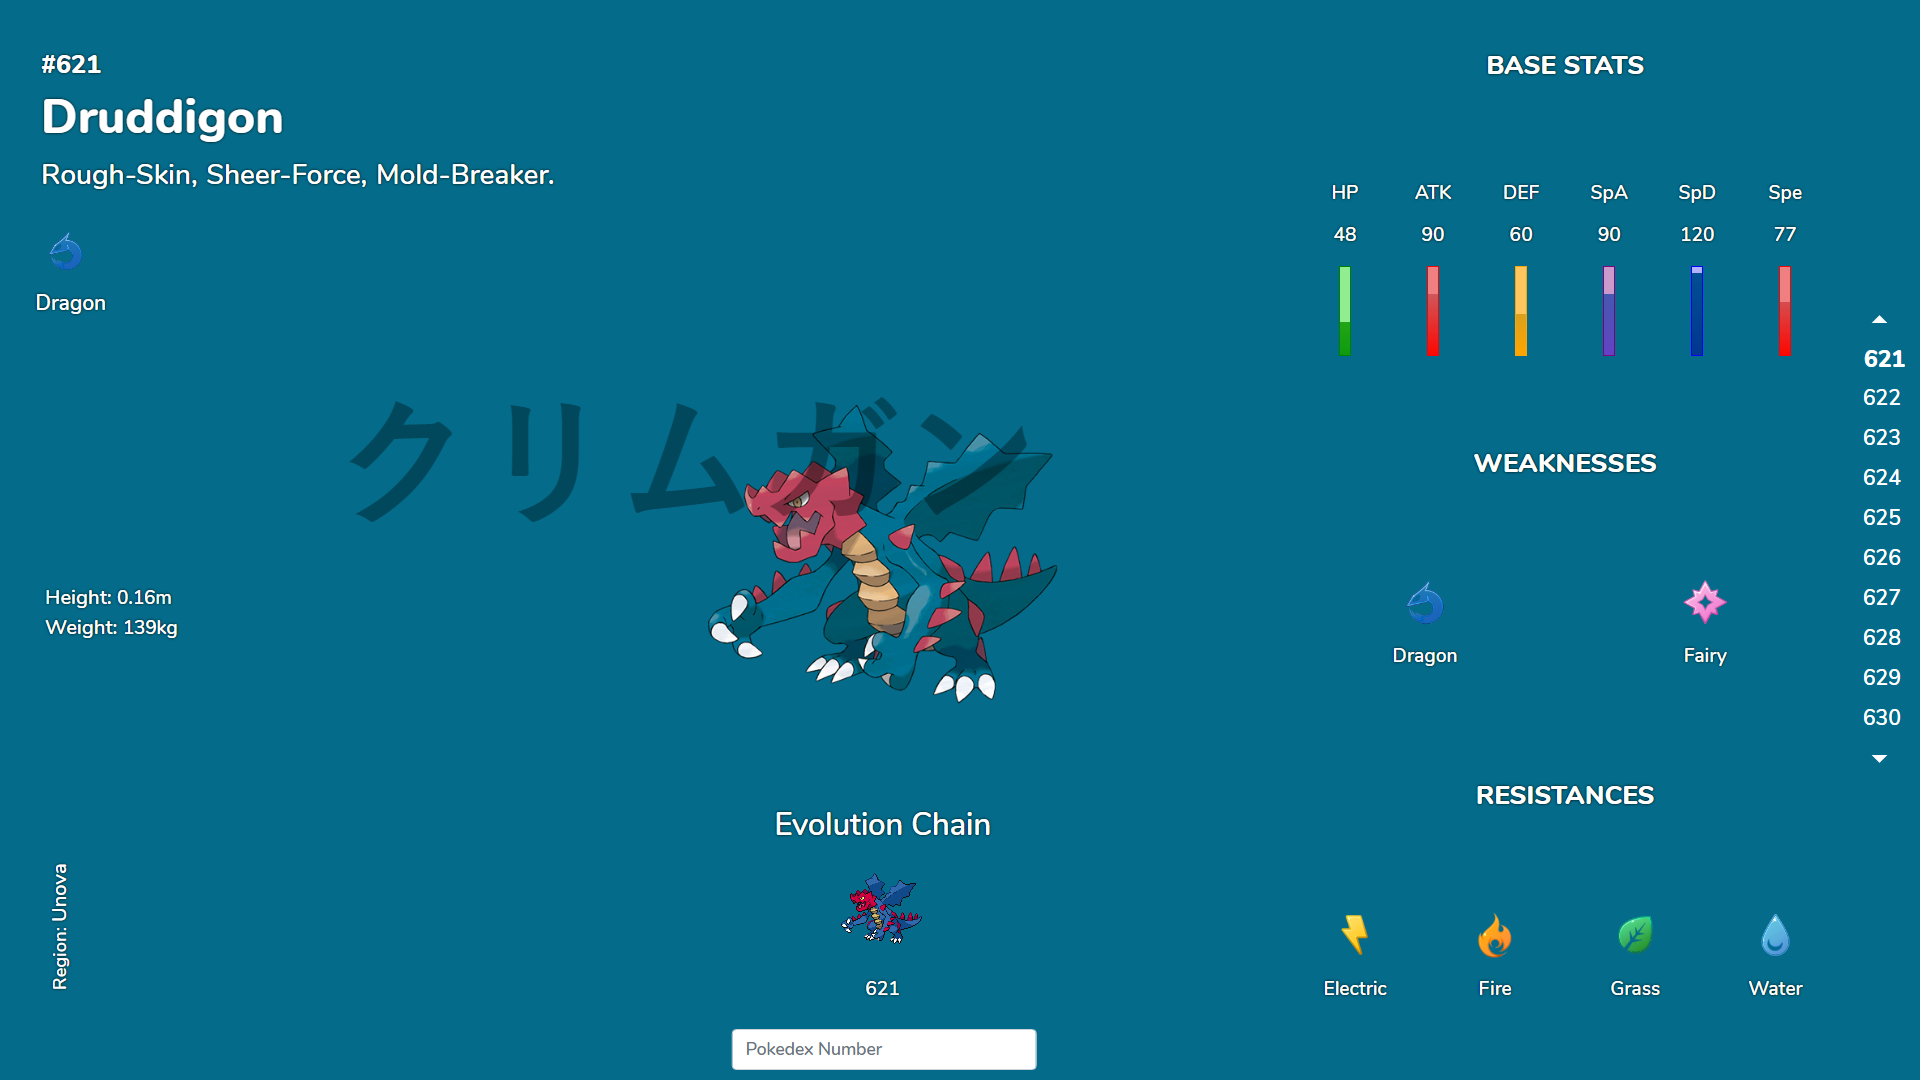 #621
Druddigon
Rough-Skin, Sheer-Force, Mold-Breaker.
Dragon
クリムガン
Height: 0.16m
Weight: 139kg
Region: Unova
Evolution Chain
621
Pokedex Number
BASE STATS
HP ATK DEF SpA SpD Spe
48 90 60 90 120 77
WEAKNESSES
Dragon Fairy
RESISTANCES
Electric Fire Grass Water
621
622
623
624
625
626
627
628
629
630